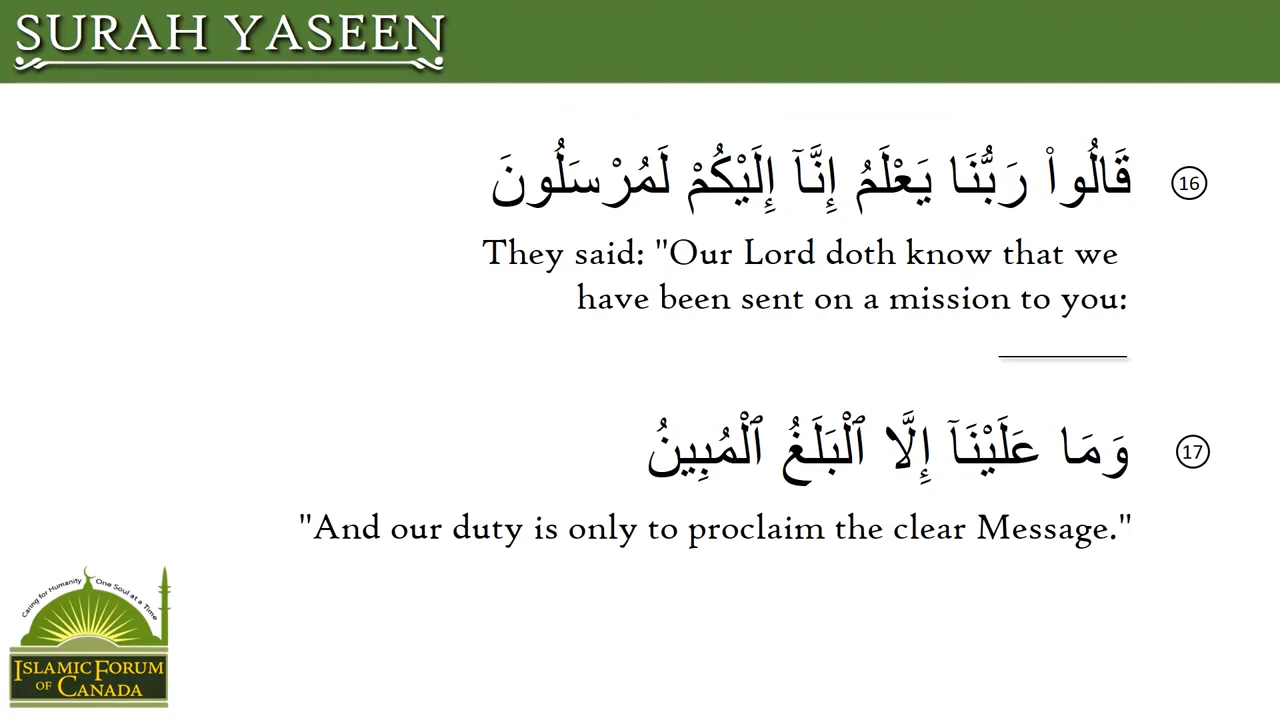 SURAH YASEEN
قَالُوا۟ رَبُّنَا يَعْلَمُ إِنَّآ إِلَيْكُمْ لَمُرْسَلُونَ
16
They said: "Our Lord doth know that we
have been sent on a mission to you:
وَمَا عَلَيْنَآ إِلَّا ٱلْبَلَـٰغُ ٱلْمُبِينُ
17
"And our duty is only to proclaim the clear Message."
Caring for Humanity One Soul at a Time
ISLAMIC FORUM
OF CANADA